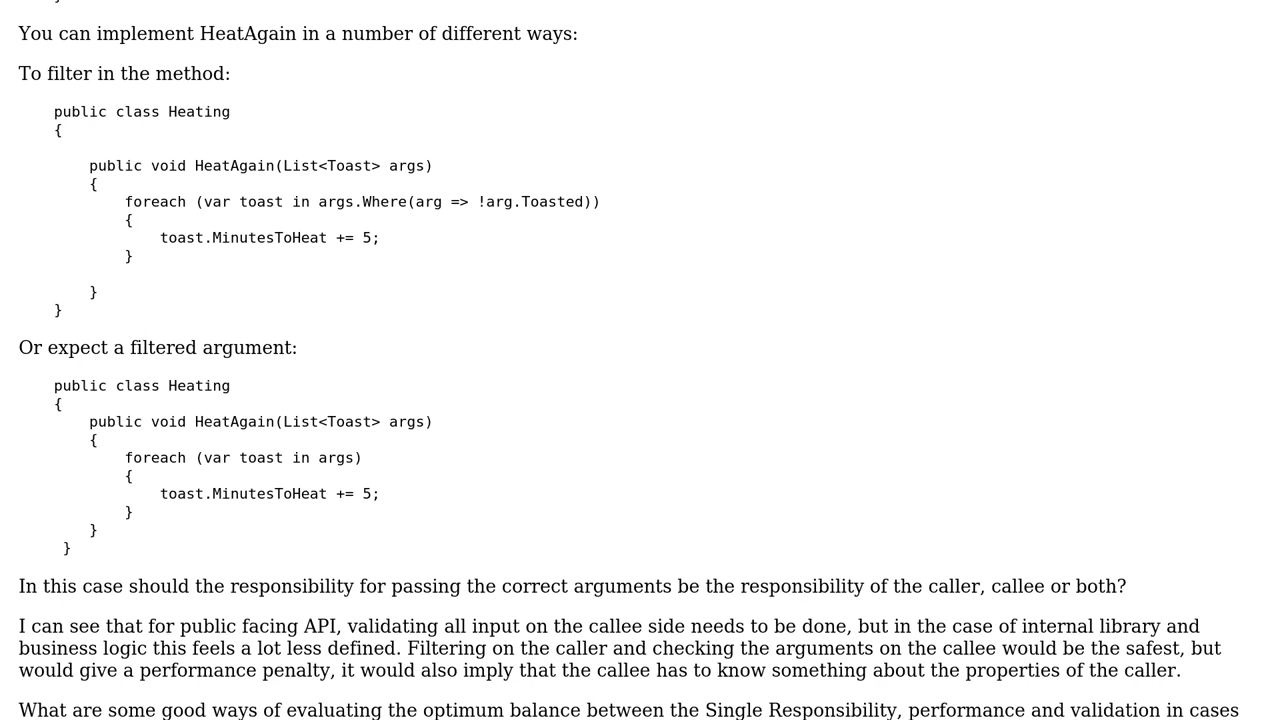 You can implement HeatAgain in a number of different ways:
To filter in the method:
public class Heating
{
public void HeatAgain(List<Toast> args)
{
foreach (var toast in args.Where(arg => !arg.Toasted))
{
toast.MinutesToHeat += 5;
}
}
}
Or expect a filtered argument:
public class Heating
{
public void HeatAgain(List<Toast> args)
{
foreach (var toast in args)
{
toast.MinutesToHeat += 5;
}
}
}
In this case should the responsibility for passing the correct arguments be the responsibility of the caller, callee or both?
I can see that for public facing API, validating all input on the callee side needs to be done, but in the case of internal library and
business logic this feels a lot less defined. Filtering on the caller and checking the arguments on the callee would be the safest, but
would give a performance penalty, it would also imply that the callee has to know something about the properties of the caller.
What are some good ways of evaluating the optimum balance between the Single Responsibility, performance and validation in cases